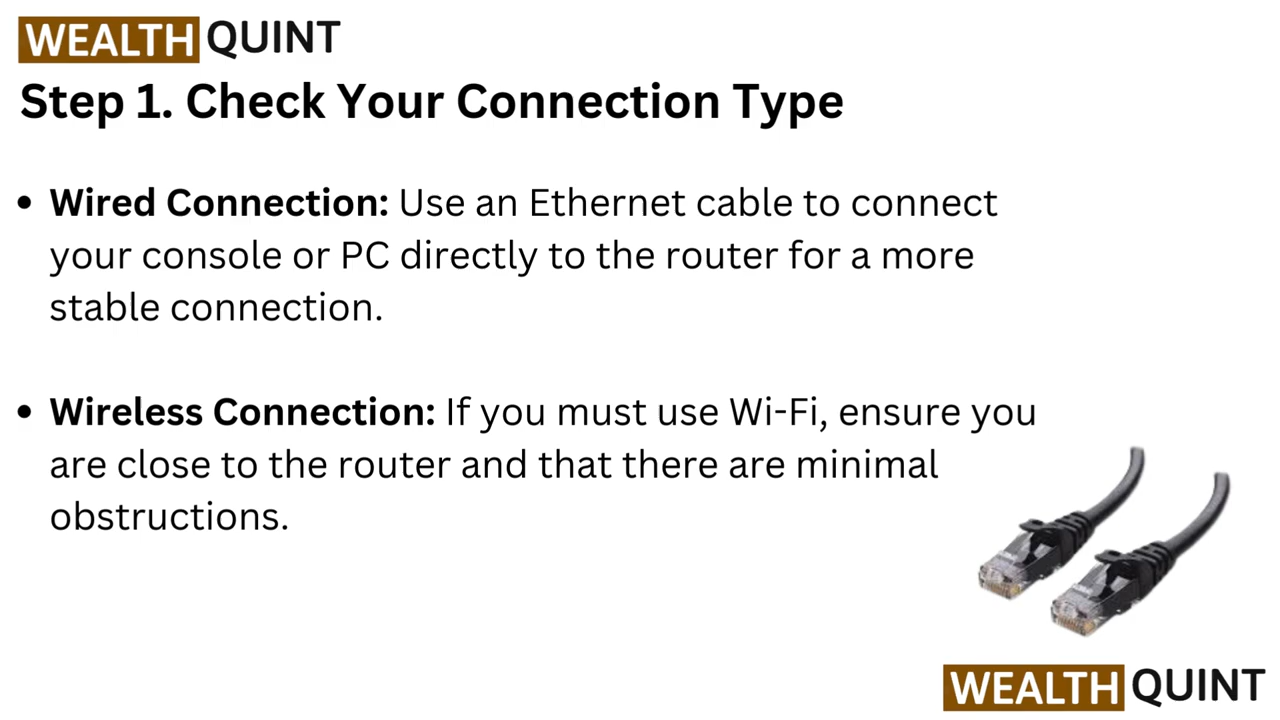 WEALTH QUINT
Step 1. Check Your Connection Type
• Wired Connection: Use an Ethernet cable to connect
your console or PC directly to the router for a more
stable connection.
• Wireless Connection: If you must use Wi-Fi, ensure you
are close to the router and that there are minimal
obstructions.
WEALTH QUINT